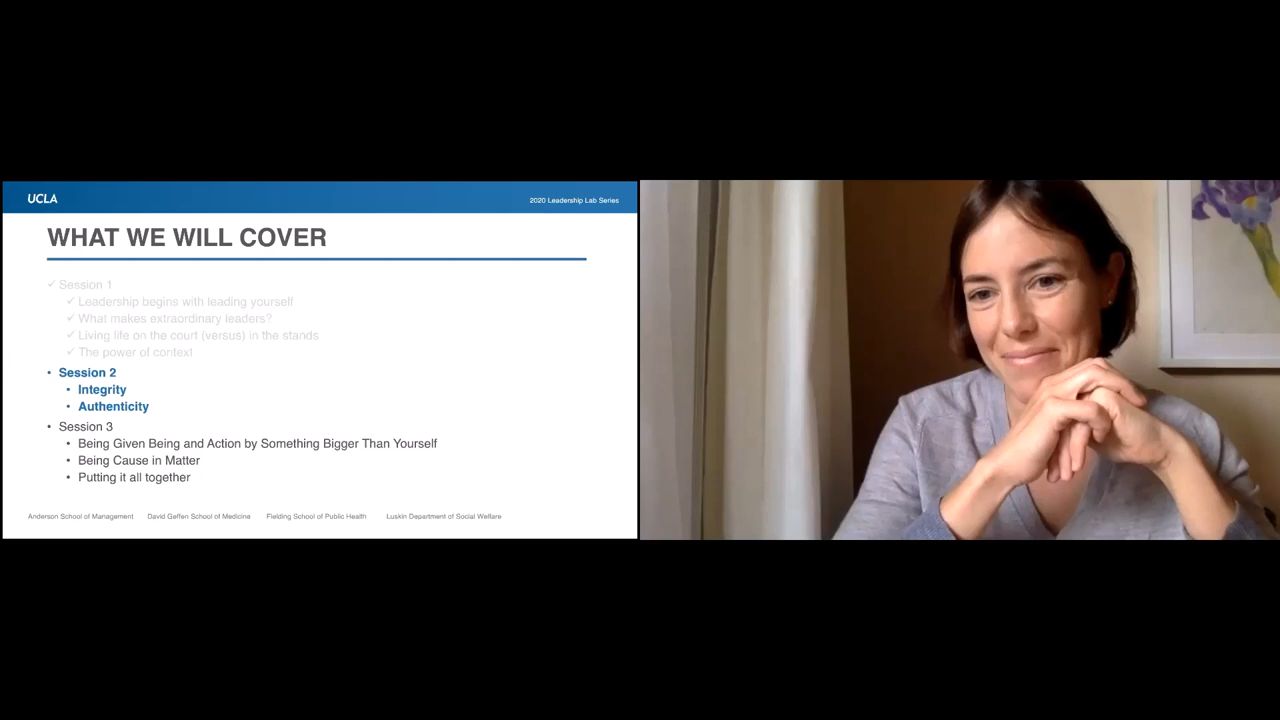 UCLA
2020 Leadership Lab Series
WHAT WE WILL COVER
✓ Session 1
✓ Leadership begins with leading yourself
✓ What makes extraordinary leaders?
✓ Living life on the court (versus) in the stands
✓ The power of context
• Session 2
• Integrity
• Authenticity
• Session 3
• Being Given Being and Action by Something Bigger Than Yourself
• Being Cause in Matter
• Putting it all together
Anderson School of Management David Geffen School of Medicine Fielding School of Public Health Luskin Department of Social Welfare